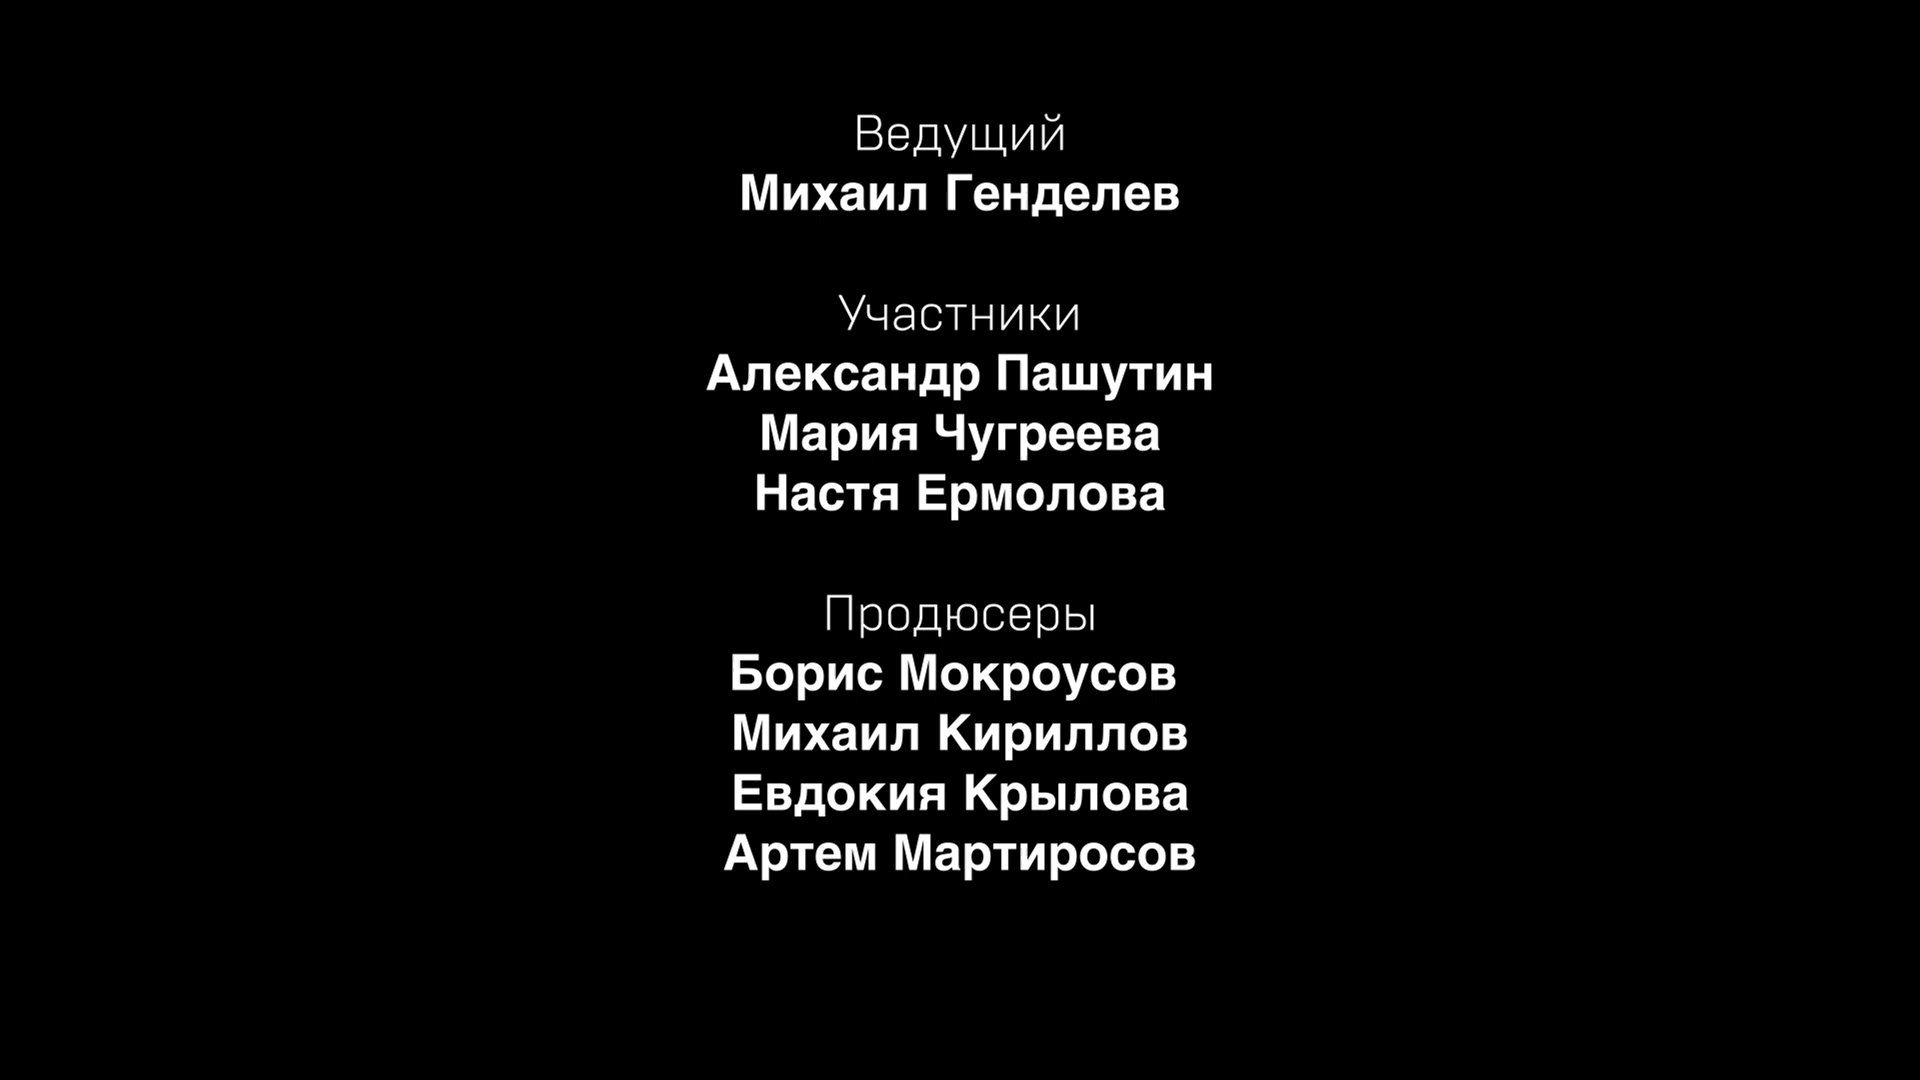 Ведущий
Михаил Генделев
Участники
Александр Пашутин
Мария Чугреева
Настя Ермолова
Продюсеры
Борис Мокроусов
Михаил Кириллов
Евдокия Крылова
Артем Мартиросов